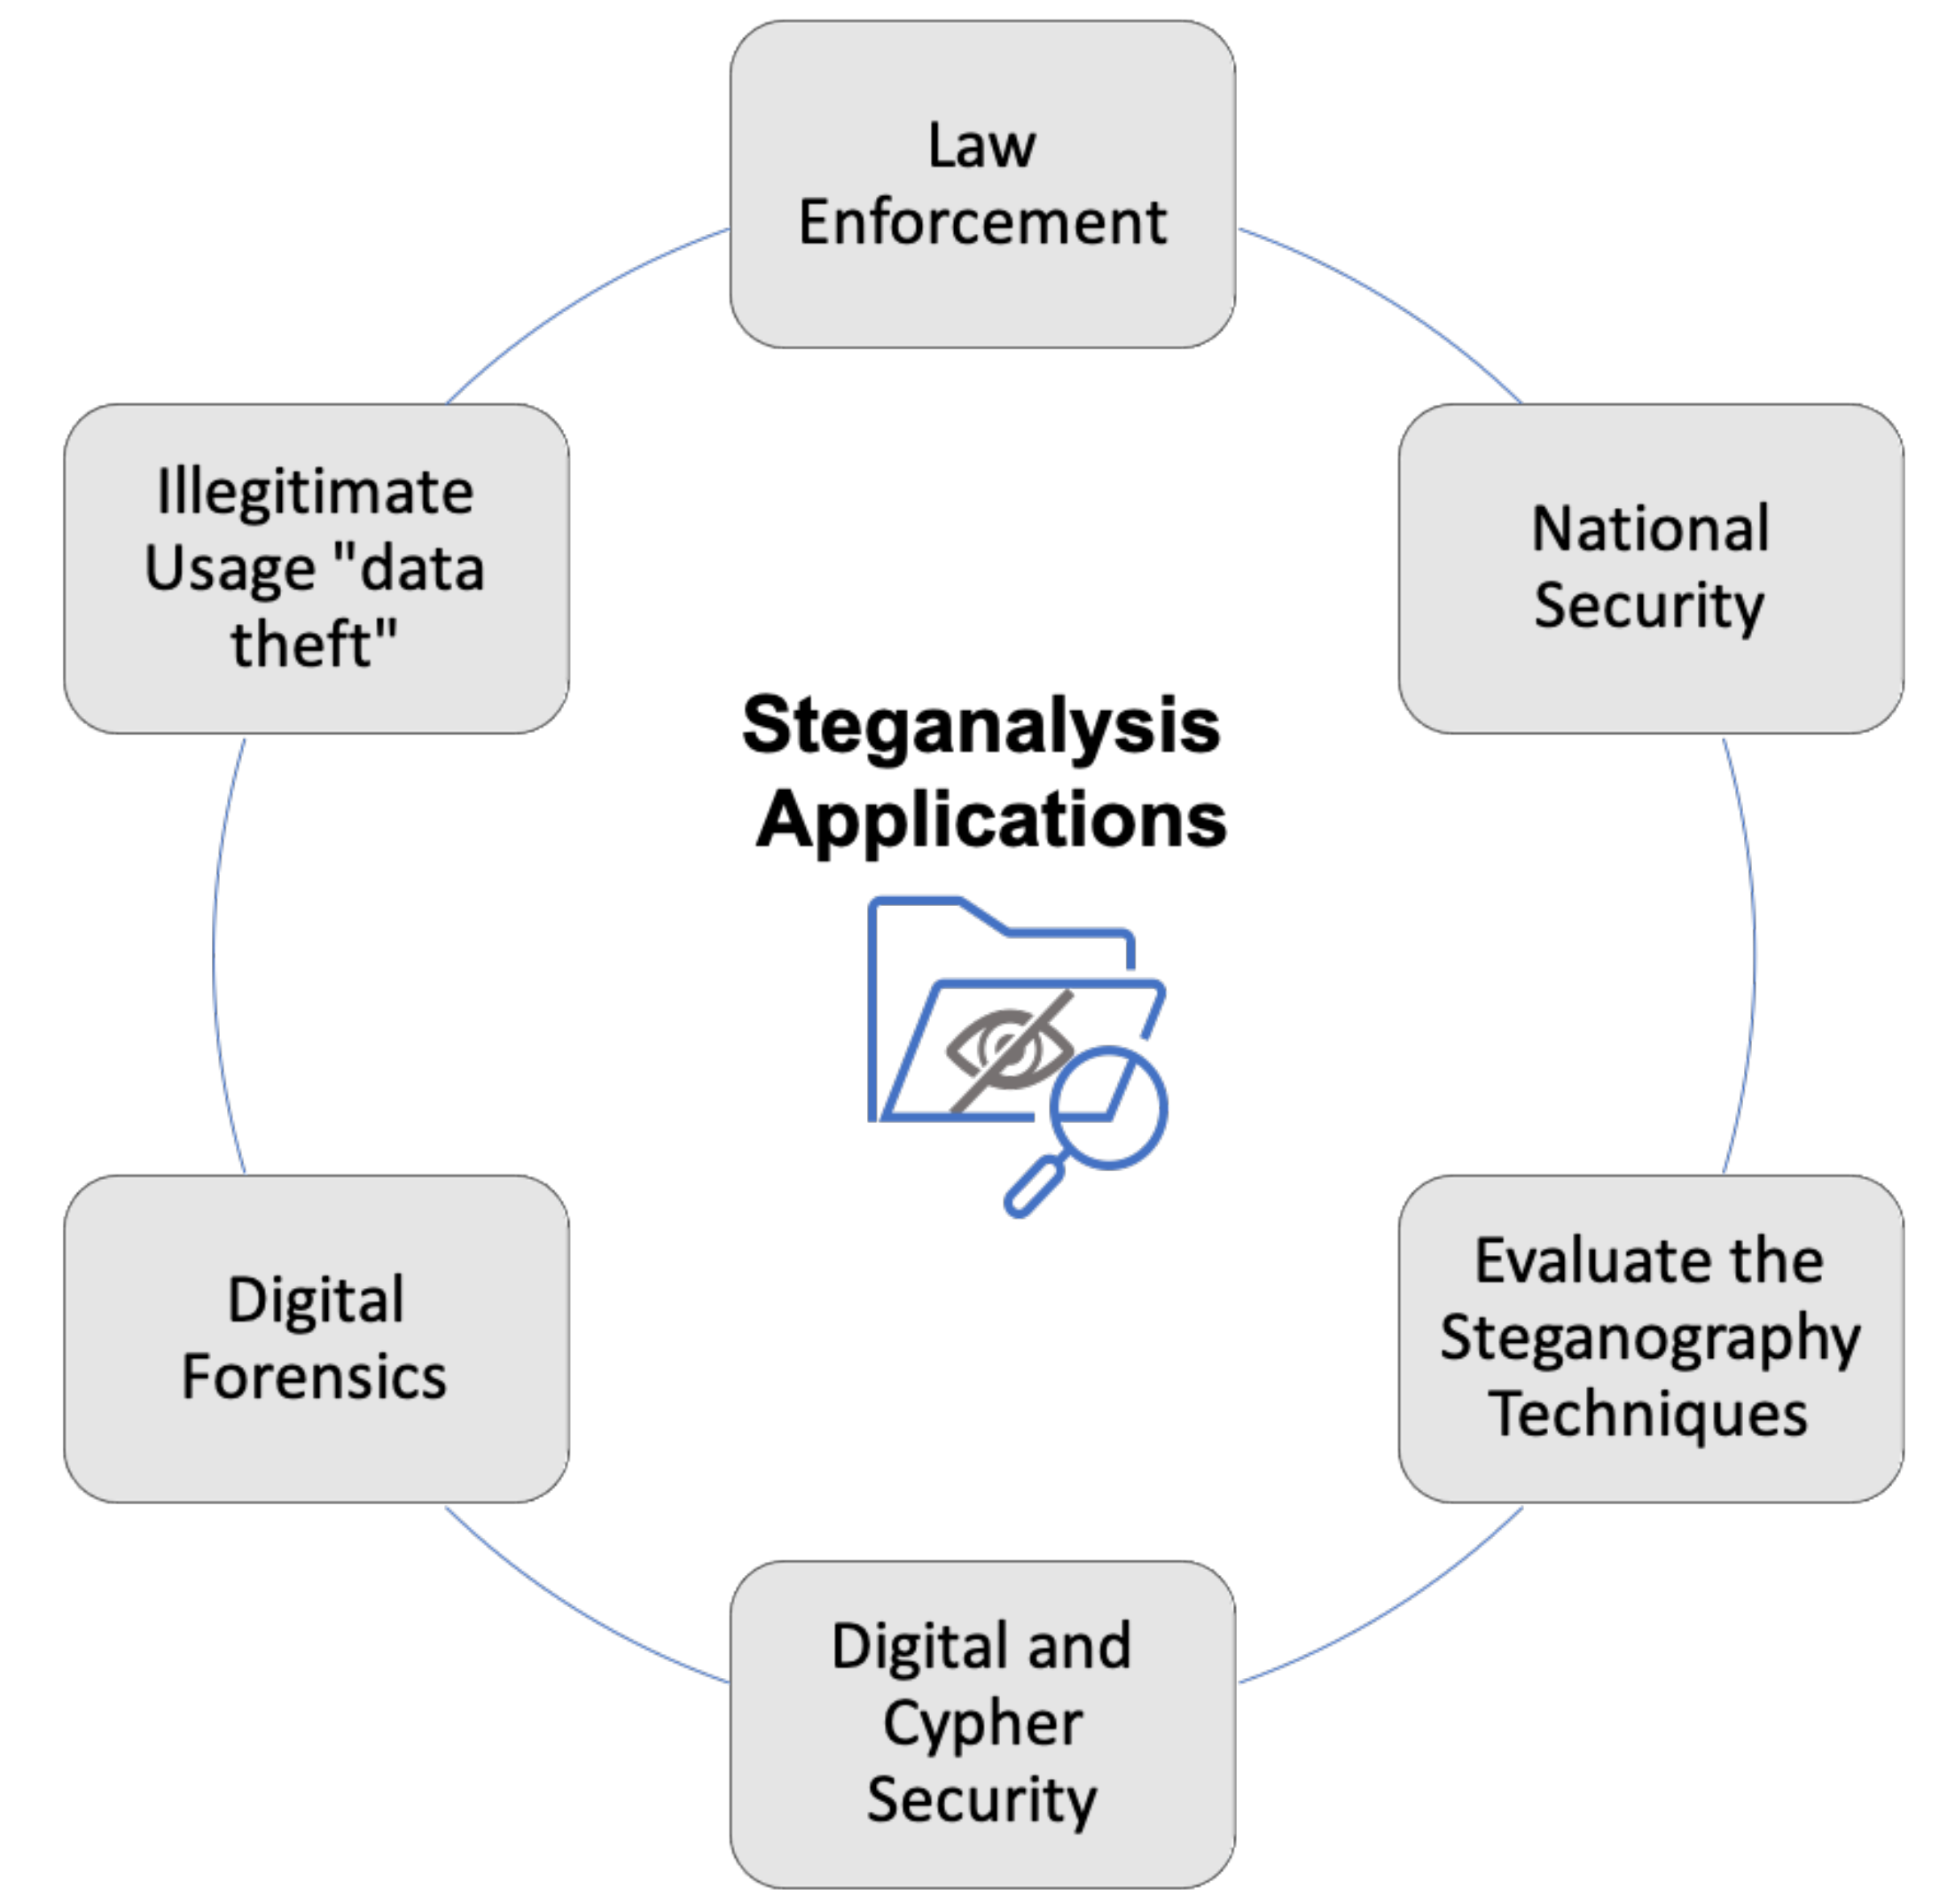 Law
Enforcement
Illegitimate
Usage "data
theft"
National
Security
Steganalysis
Applications
Digital
Forensics
Evaluate the
Steganography
Techniques
Digital and
Cypher
Security